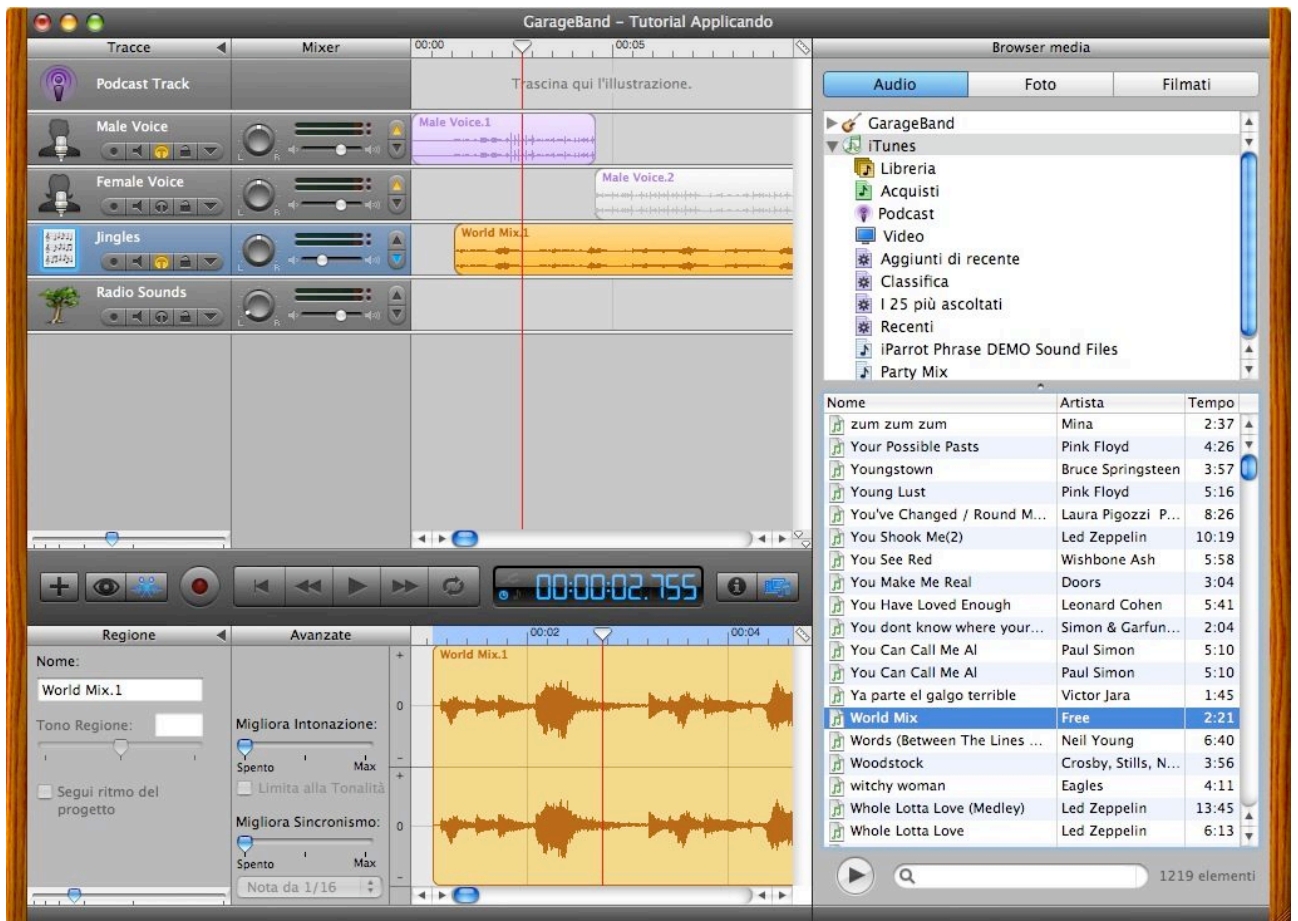 GarageBand – Tutorial Applicando
Tracce
Mixer
00:00
00:05
Podcast Track
Trascina qui l'illustrazione.
Male Voice
L R
Male Voice.1
Female Voice
L R
Male Voice.2
Jingles
L R
World Mix.1
Radio Sounds
L R
00:00:02.755
Regione
Avanzate
00:02
00:04
Nome:
World Mix.1
Tono Regione:
Segui ritmo del
progetto
Migliora Intonazione:
Spento Max
Limita alla Tonalità
Migliora Sincronismo:
Spento Max
Nota da 1/16
+
0
-
+
0
-
World Mix.1
Browser media
Audio Foto Filmati
GarageBand
iTunes
Libreria
Acquisti
Podcast
Video
Aggiunti di recente
Classifica
I 25 più ascoltati
Recenti
iParrot Phrase DEMO Sound Files
Party Mix
Nome Artista Tempo
zum zum zum Mina 2:37
Your Possible Pasts Pink Floyd 4:26
Youngstown Bruce Springsteen 3:57
Young Lust Pink Floyd 5:16
You've Changed / Round M... Laura Pigozzi P... 8:26
You Shook Me(2) Led Zeppelin 10:19
You See Red Wishbone Ash 5:58
You Make Me Real Doors 3:04
You Have Loved Enough Leonard Cohen 5:41
You dont know where your... Simon & Garfun... 2:04
You Can Call Me Al Paul Simon 5:10
You Can Call Me Al Paul Simon 5:10
Ya parte el galgo terrible Victor Jara 1:45
World Mix Free 2:21
Words (Between The Lines ... Neil Young 6:40
Woodstock Crosby, Stills, N... 3:56
witchy woman Eagles 4:11
Whole Lotta Love (Medley) Led Zeppelin 13:45
Whole Lotta Love Led Zeppelin 6:13
1219 elementi